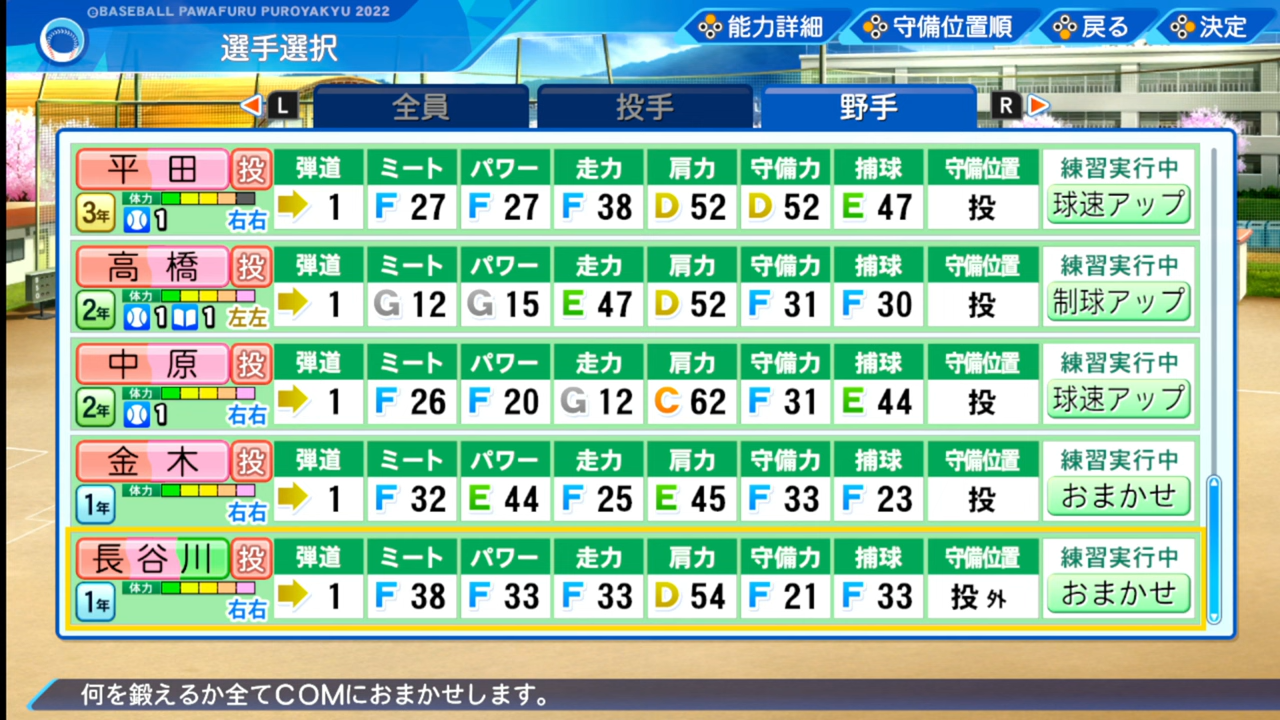 ©BASEBALL PAWAFURU PUROYAKYU 2022
選手選択
能力詳細 守備位置順 戻る 決定
L 全員 投手 野手 R
平田 投 弾道 ミート パワー 走力 肩力 守備力 捕球 守備位置 練習実行中
3年 体力 1 右右 1 F 27 F 27 F 38 D 52 D 52 E 47 投 球速アップ
高橋 投 弾道 ミート パワー 走力 肩力 守備力 捕球 守備位置 練習実行中
2年 体力 1 1 左左 1 G 12 G 15 E 47 D 52 F 31 F 30 投 制球アップ
中原 投 弾道 ミート パワー 走力 肩力 守備力 捕球 守備位置 練習実行中
2年 体力 1 右右 1 F 26 F 20 G 12 C 62 F 31 E 44 投 球速アップ
金木 投 弾道 ミート パワー 走力 肩力 守備力 捕球 守備位置 練習実行中
1年 体力 右右 1 F 32 E 44 F 25 E 45 F 33 F 23 投 おまかせ
長谷川 投 弾道 ミート パワー 走力 肩力 守備力 捕球 守備位置 練習実行中
1年 体力 右右 1 F 38 F 33 F 33 D 54 F 21 F 33 投 外 おまかせ
何を鍛えるか全てCOMにおまかせします。